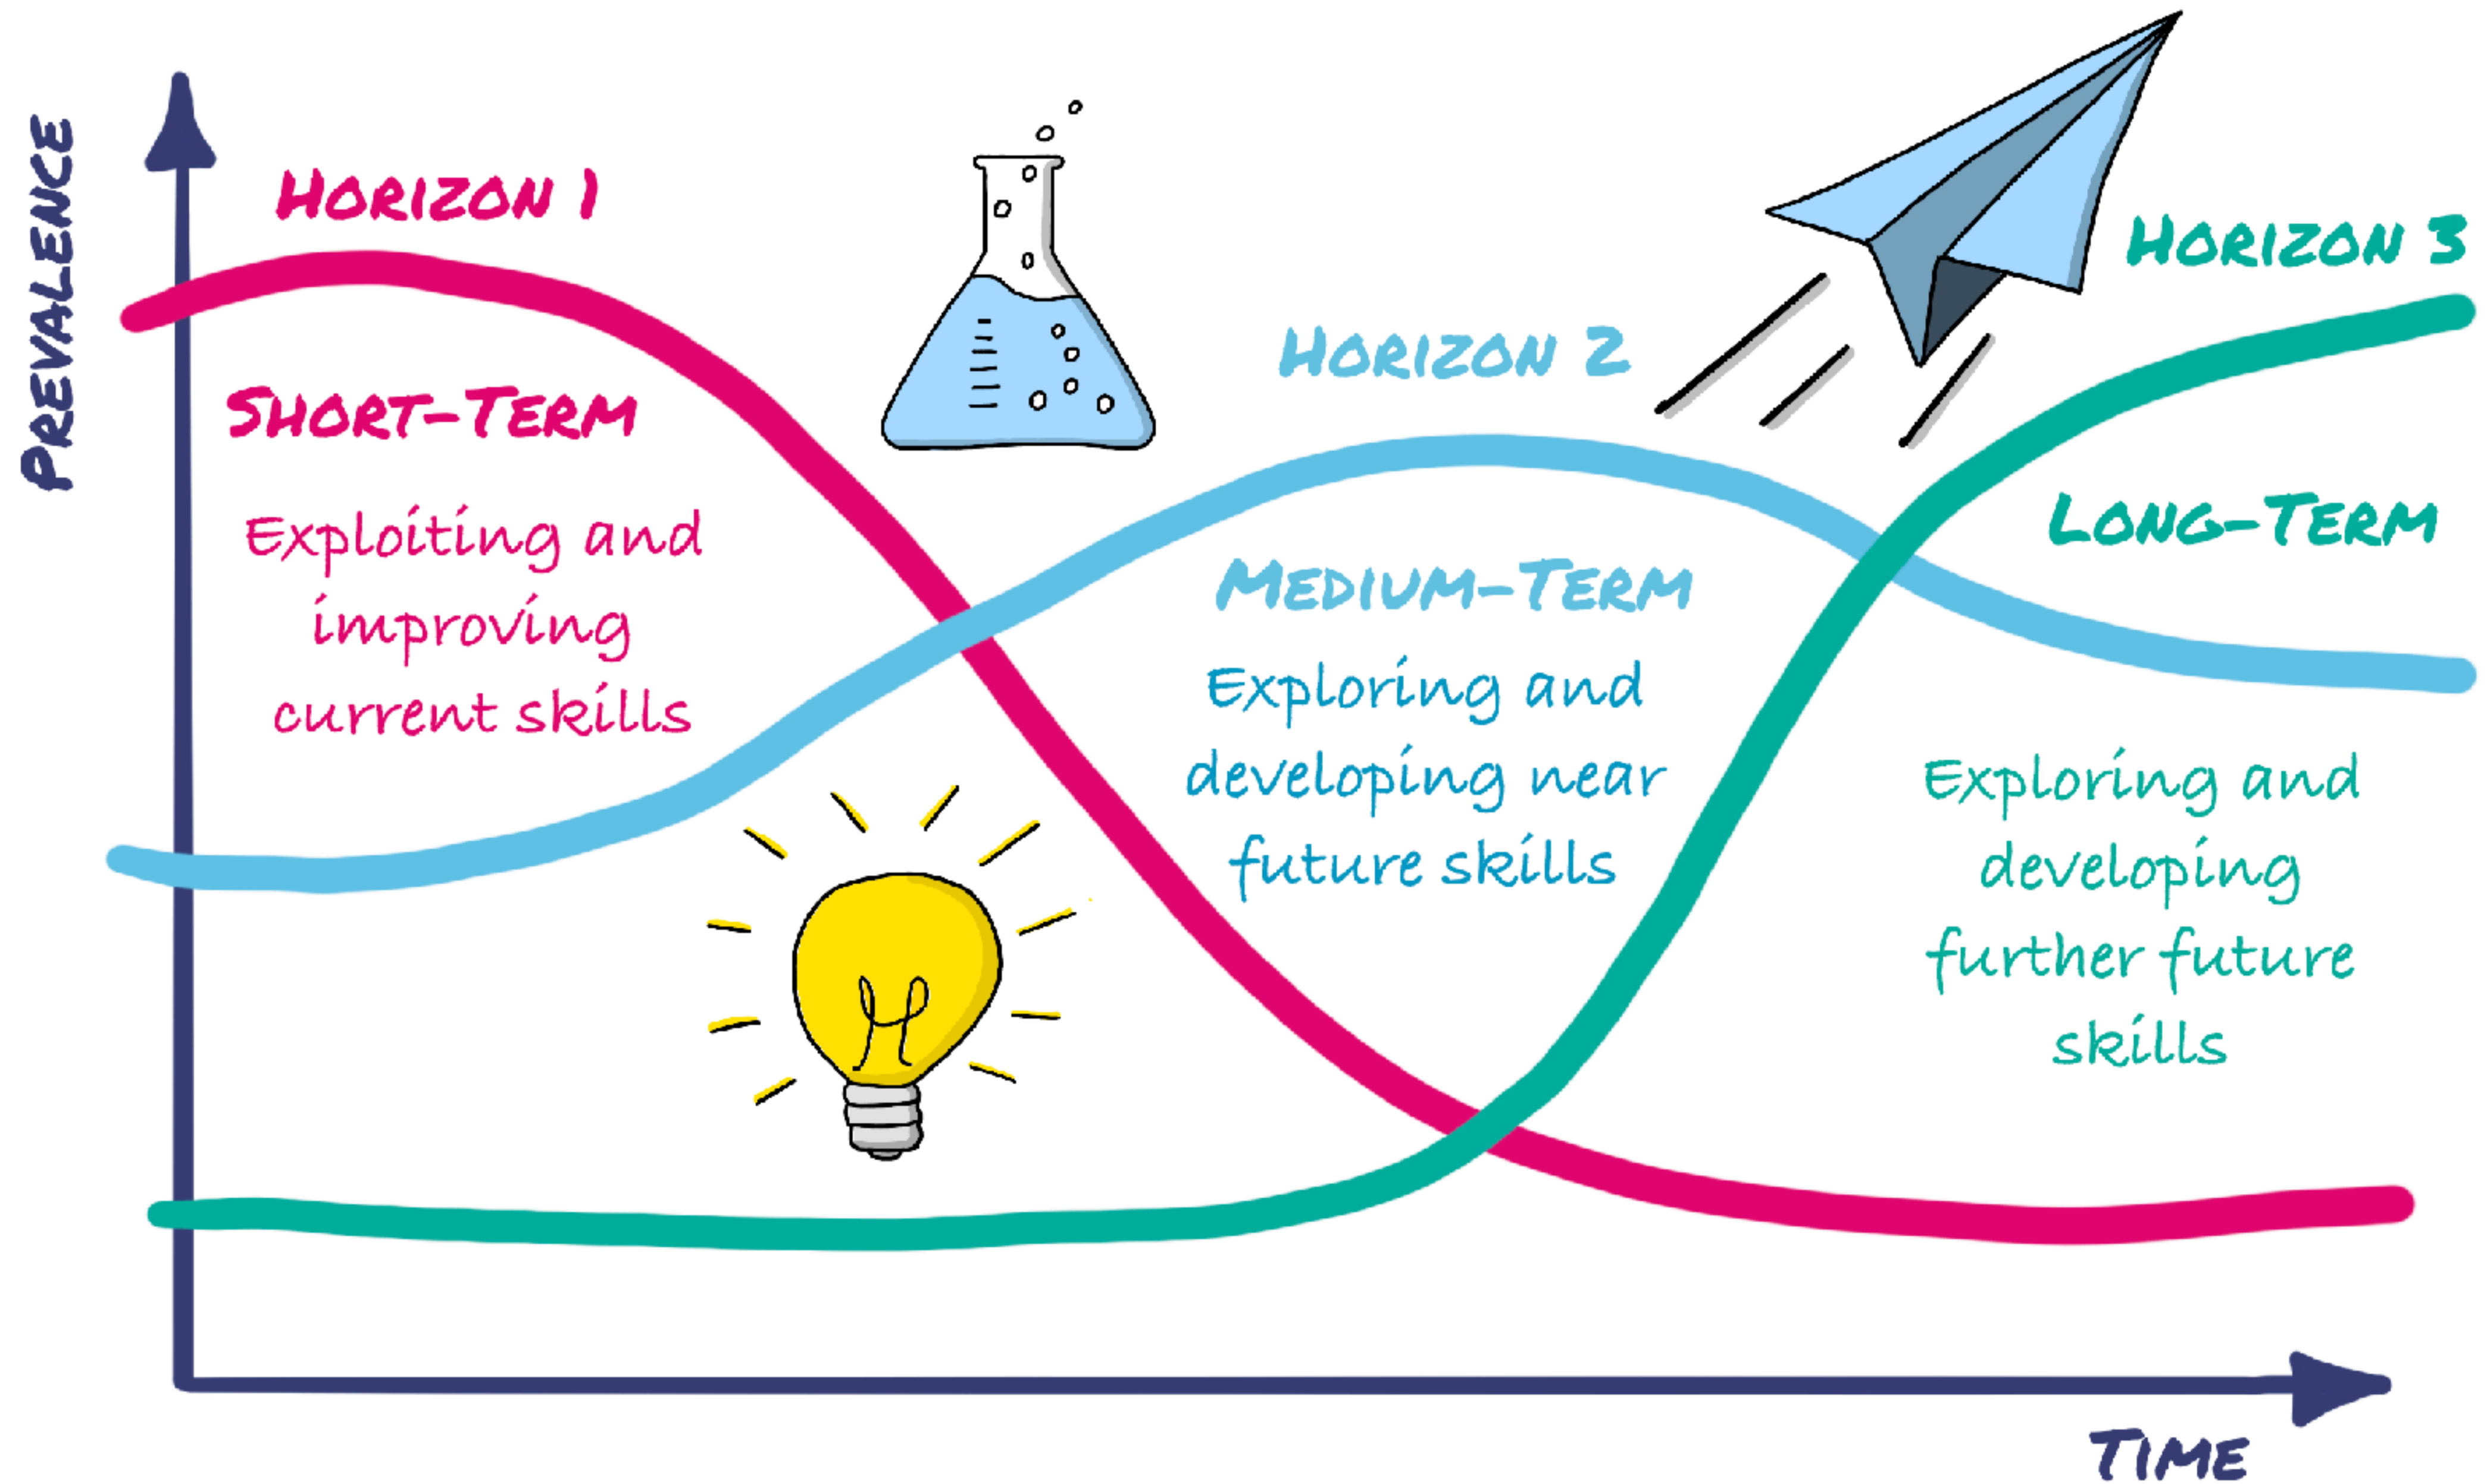 PREVALENCE
HORIZON 1
SHORT-TERM
Exploiting and
improving
current skills
HORIZON 2
MEDIUM-TERM
Exploring and
developing near
future skills
HORIZON 3
LONG-TERM
Exploring and
developing
further future
skills
TIME